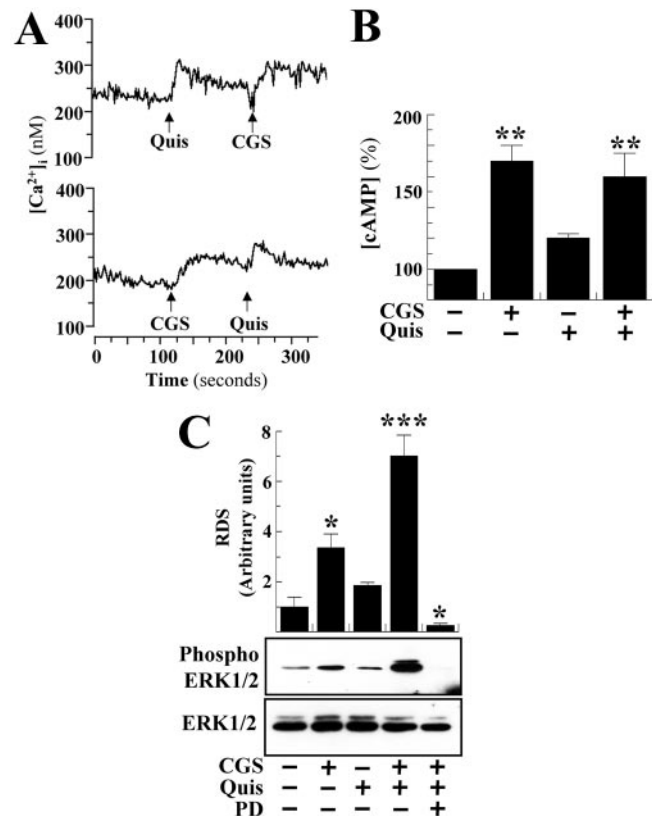 A
400
300
200
100
Quis
CGS
[Ca²⁺]ᵢ (nM)
400
300
200
100
CGS
Quis
0
100
200
300
Time (seconds)
B
200
160
150
100
[cAMP] (%)
**
**
CGS − + − +
Quis − − + +
C
8
6
4
2
RDS
(Arbitrary units)
*
***
*
Phospho
ERK1/2
ERK1/2
CGS − + − + +
Quis − − + + +
PD − − − − +